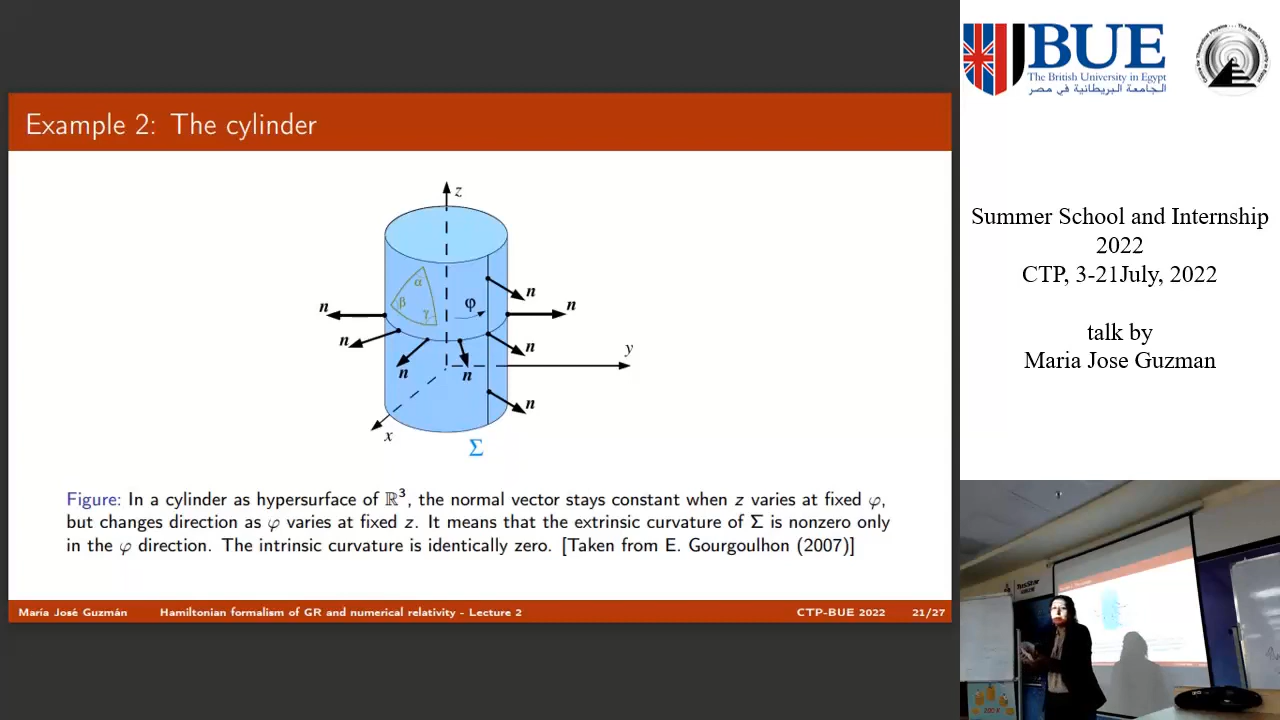 Example 2: The cylinder
z
α
β
γ
φ
n
n
n
n
n
n
n
n
y
x
Σ
Figure: In a cylinder as hypersurface of ℝ³, the normal vector stays constant when z varies at fixed φ,
but changes direction as φ varies at fixed z. It means that the extrinsic curvature of Σ is nonzero only
in the φ direction. The intrinsic curvature is identically zero. [Taken from E. Gourgoulhon (2007)]
María José Guzmán Hamiltonian formalism of GR and numerical relativity - Lecture 2 CTP-BUE 2022 21/27
BUE
The British University in Egypt
الجامعة البريطانية في مصر
Summer School and Internship
2022
CTP, 3-21July, 2022
talk by
Maria Jose Guzman